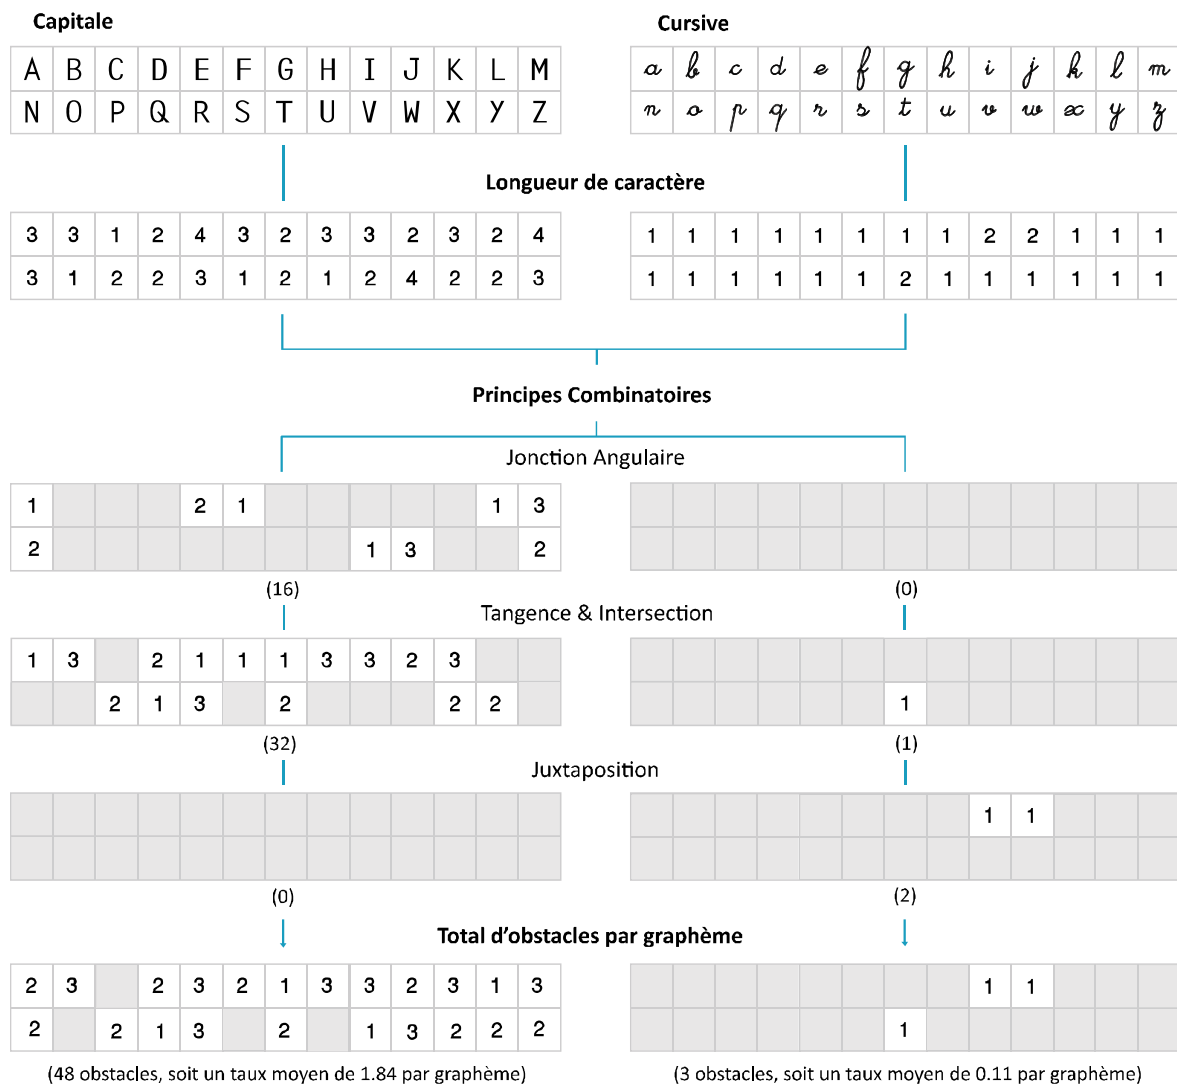 Capitale
Cursive
A B C D E F G H I J K L M
N O P Q R S T U V W X Y Z
a b c d e f g h i j k l m
n o p q r s t u v w x y z
Longueur de caractère
3 3 1 2 4 3 2 3 3 2 3 2 4
3 1 2 2 3 1 2 1 2 4 2 2 3
1 1 1 1 1 1 1 1 2 2 1 1 1
1 1 1 1 1 1 2 1 1 1 1 1 1
Principes Combinatoires
Jonction Angulaire
1 2 1 1 3
2 1 3 2
(16)
(0)
Tangence & Intersection
1 3 2 1 1 1 3 3 2 3
2 1 3 2 2 2
1
(32)
(1)
Juxtaposition
1 1
(0)
(2)
Total d'obstacles par graphème
2 3 2 3 2 1 3 3 2 3 1 3
2 2 1 3 2 1 3 2 2 2
1 1
1
(48 obstacles, soit un taux moyen de 1.84 par graphème)
(3 obstacles, soit un taux moyen de 0.11 par graphème)